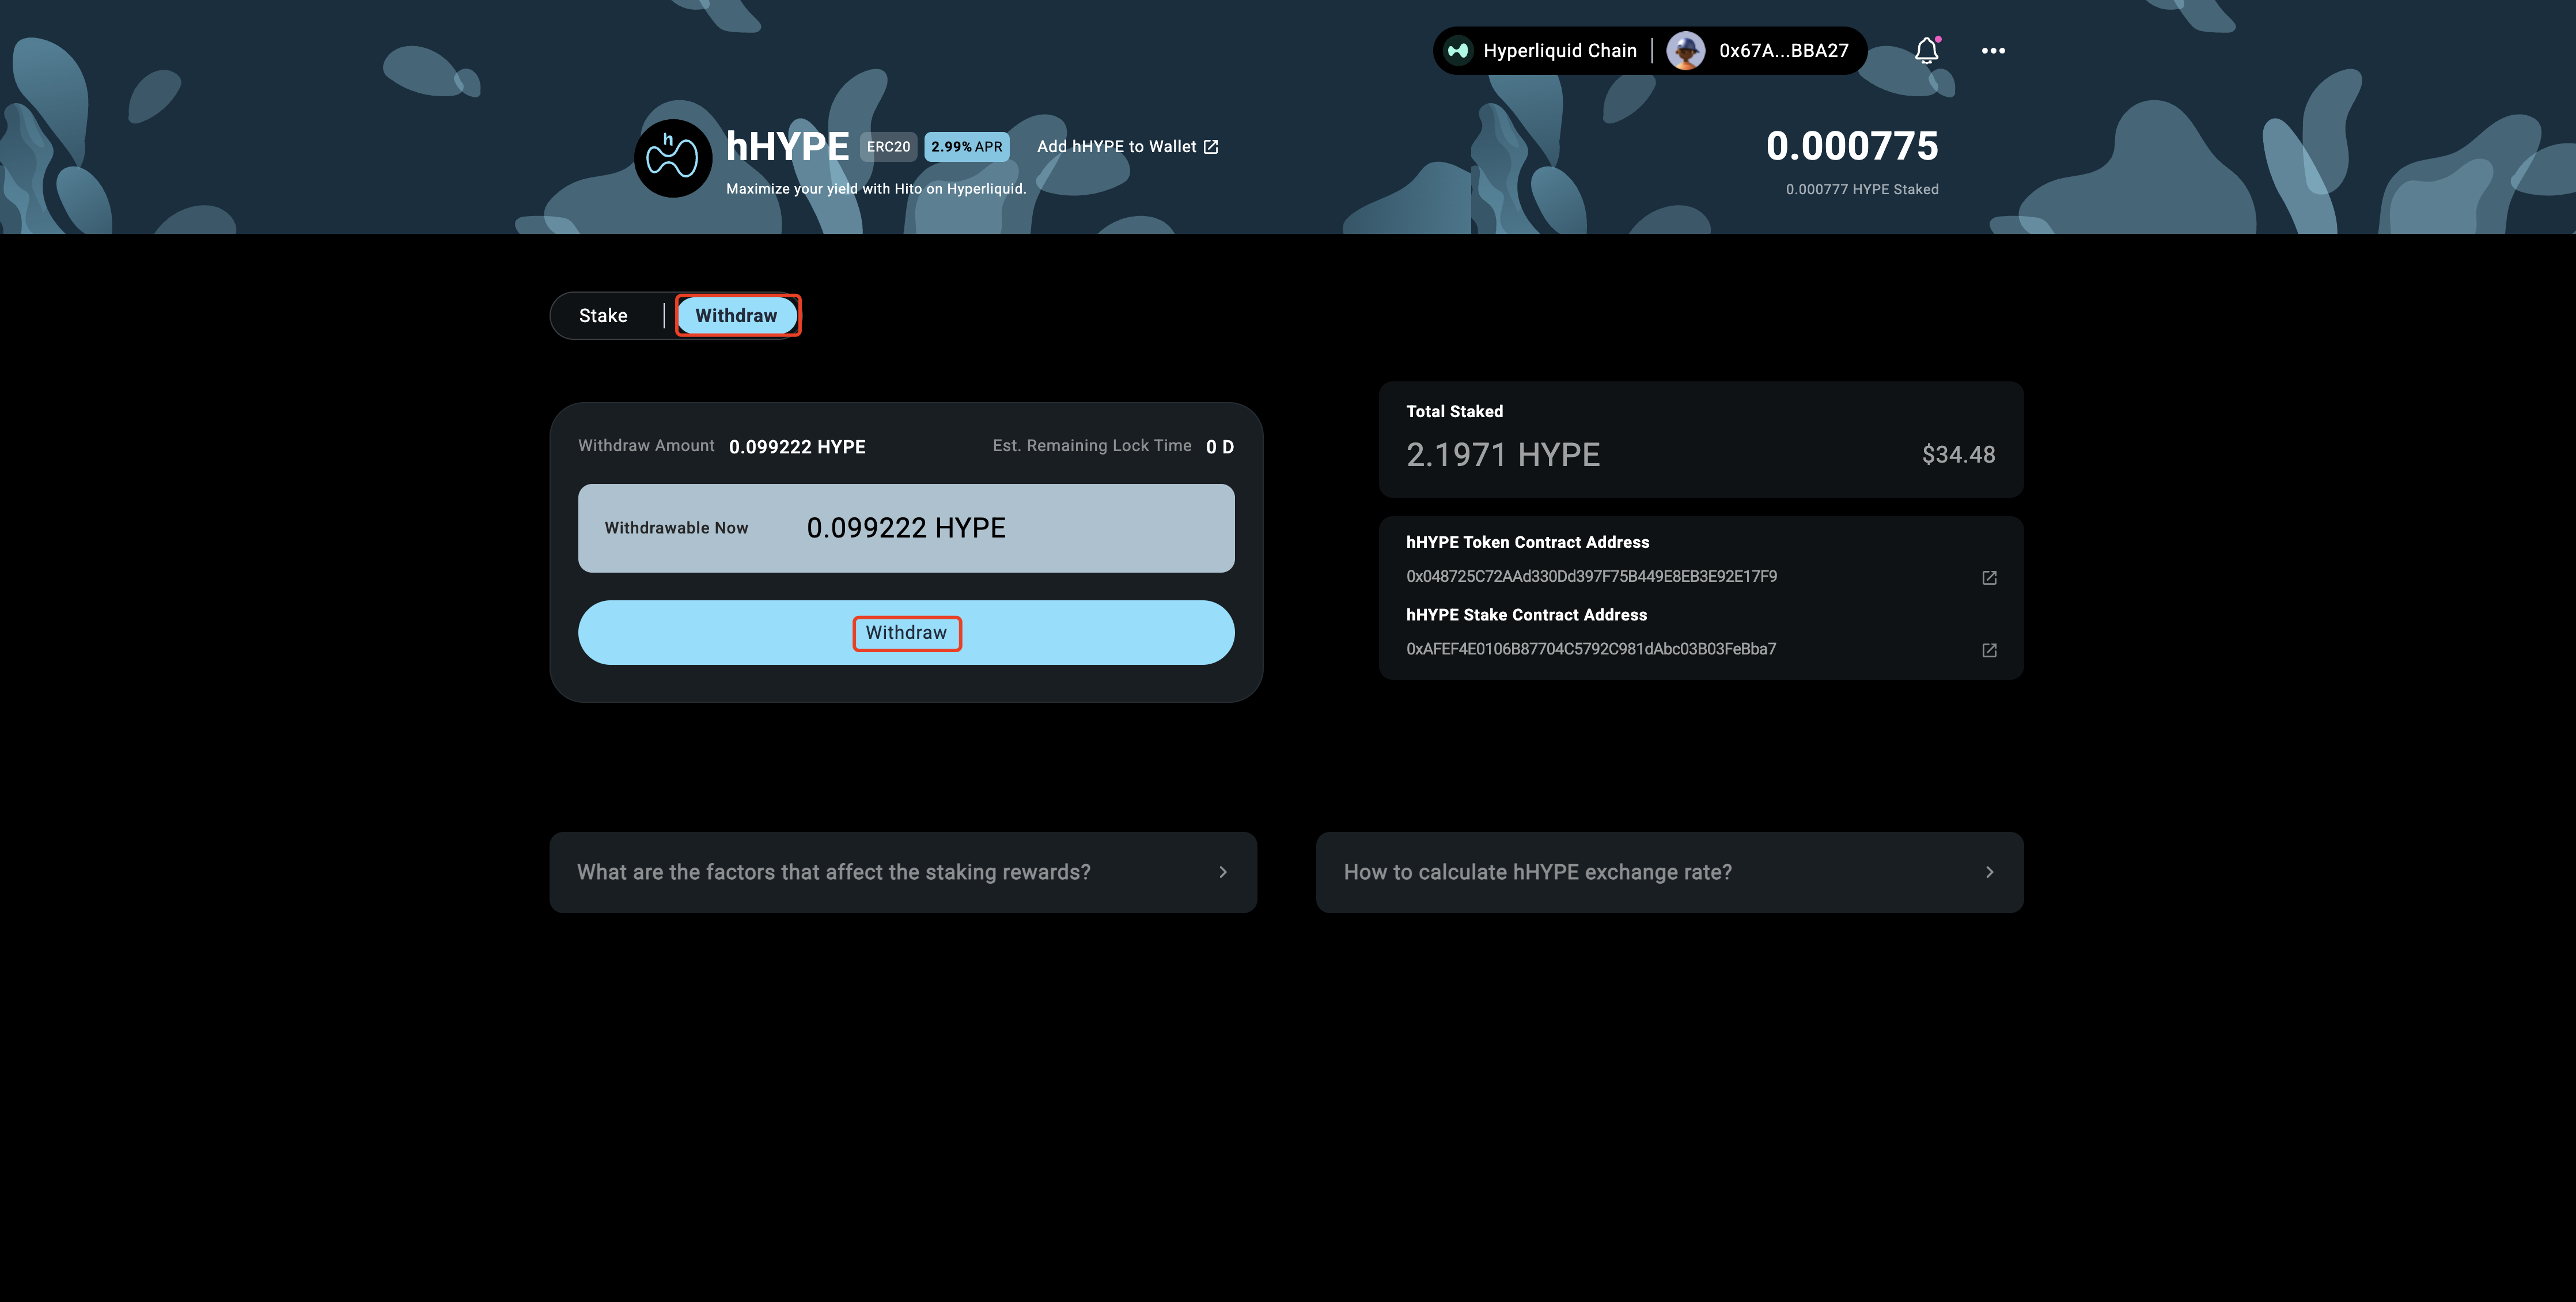 Hyperliquid Chain | 0x67A...BBA27
h
hHYPE ERC20 2.99% APR Add hHYPE to Wallet
Maximize your yield with Hito on Hyperliquid.
0.000775
0.000777 HYPE Staked
Stake | Withdraw
Withdraw Amount 0.099222 HYPE Est. Remaining Lock Time 0 D
Withdrawable Now 0.099222 HYPE
Withdraw
Total Staked
2.1971 HYPE $34.48
hHYPE Token Contract Address
0x048725C72AAd330Dd397F75B449E8EB3E92E17F9
hHYPE Stake Contract Address
0xAFEF4E0106B87704C5792C981dAbc03B03FeBba7
What are the factors that affect the staking rewards?
How to calculate hHYPE exchange rate?